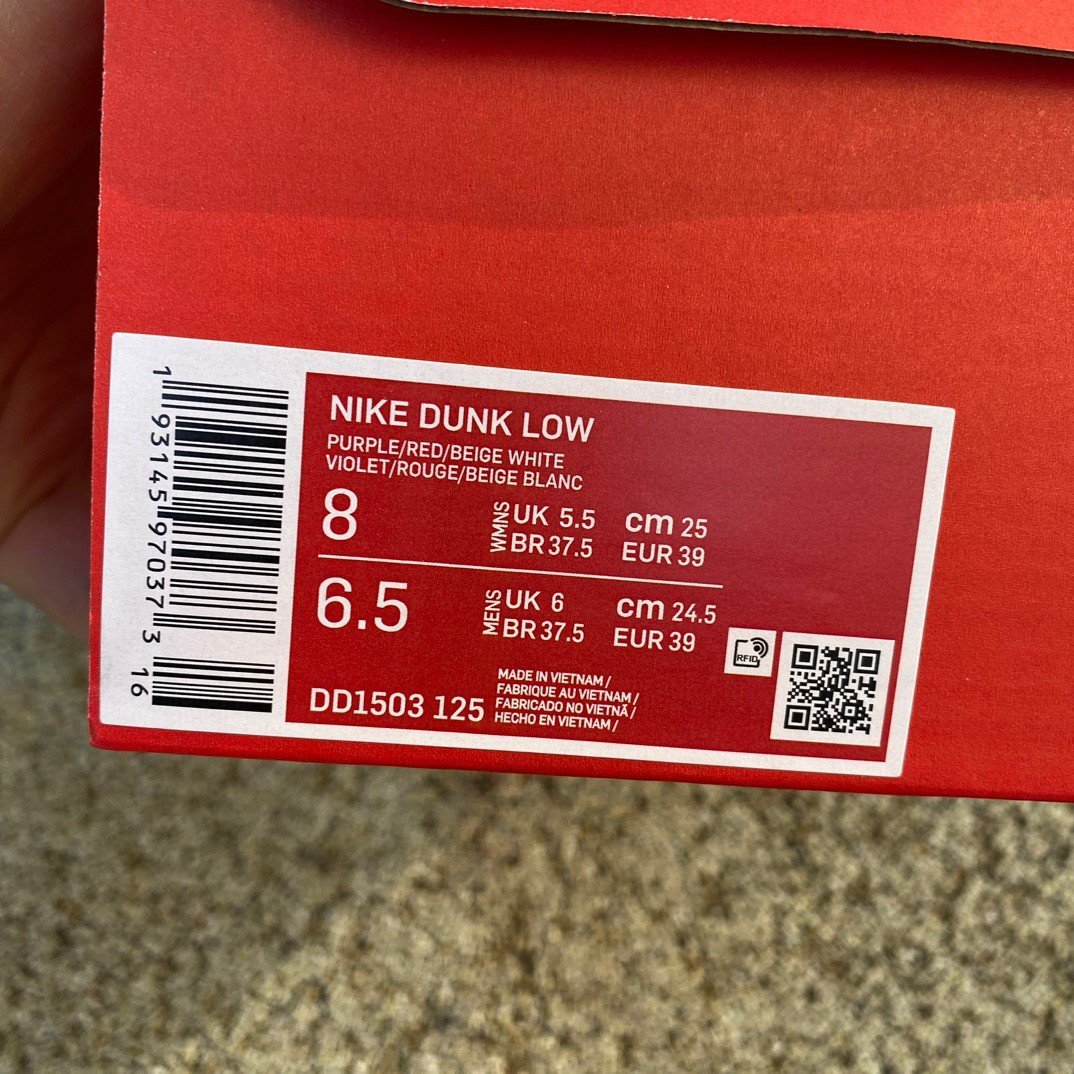 NIKE DUNK LOW
PURPLE/RED/BEIGE WHITE
VIOLET/ROUGE/BEIGE BLANC
8 WMNS UK 5.5 cm 25
BR 37.5 EUR 39
6.5 MENS UK 6 cm 24.5
BR 37.5 EUR 39
DD1503 125
MADE IN VIETNAM /
FABRIQUE AU VIETNAM /
FABRICADO NO VIETNÃ /
HECHO EN VIETNAM /
RFID
1 93145 97037 3 16